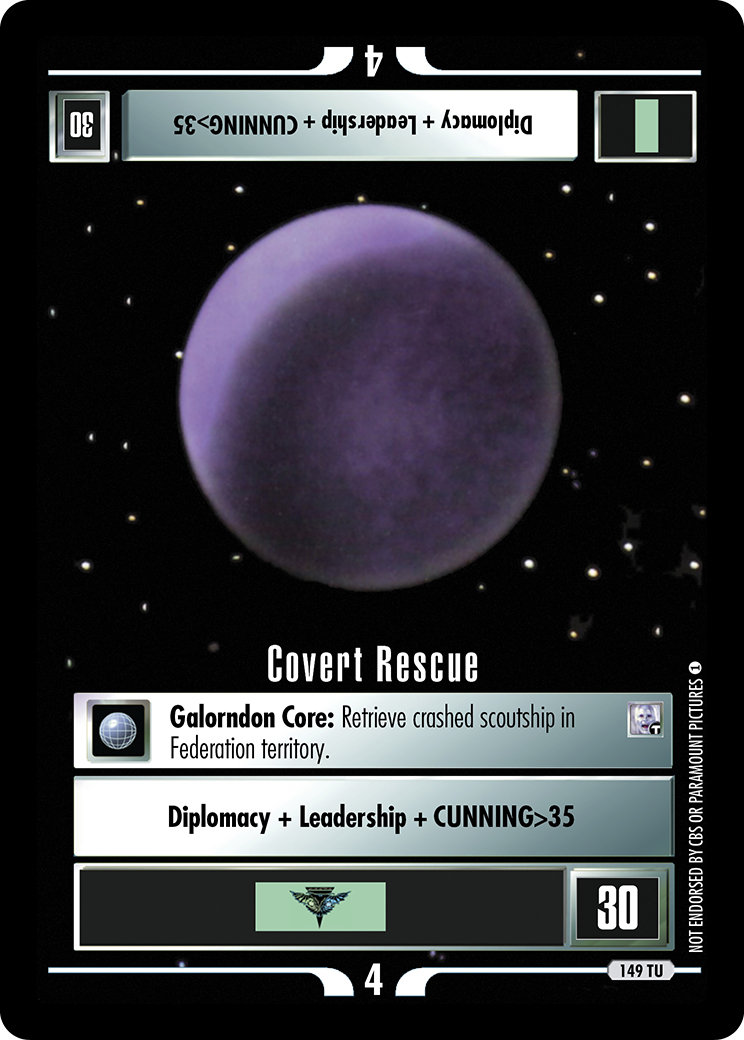 4
30
Diplomacy + Leadership + CUNNING>35
Covert Rescue
Galorndon Core: Retrieve crashed scoutship in
Federation territory.
T
Diplomacy + Leadership + CUNNING>35
30
4
149 TU
NOT ENDORSED BY CBS OR PARAMOUNT PICTURES 1